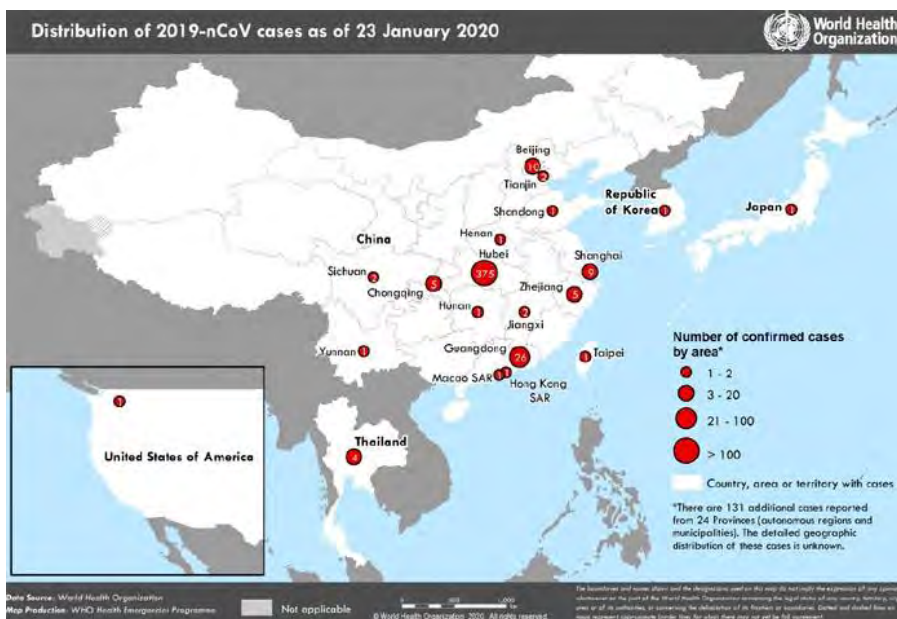 Distribution of 2019-nCoV cases as of 23 January 2020
World Health
Organization
Beijing
10
Tianjin
2
Shandong
1
Republic
of Korea
1
Japan
1
Henan
1
China
Hubei
375
Shanghai
9
Sichuan
2
Chongqing
5
Zhejiang
5
Hunan
1
2
Jiangxi
Yunnan
1
Guangdong
26
1
Taipei
Macao SAR
1
1
Hong Kong
SAR
1
United States of America
Thailand
4
Number of confirmed cases
by area*
1 - 2
3 - 20
21 - 100
> 100
Country, area or territory with cases
*There are 131 additional cases reported
from 24 Provinces (autonomous regions and
municipalities). The detailed geographic
distribution of these cases is unknown.
Data Source: World Health Organization
Map Production: WHO Health Emergencies Programme
Not applicable
© World Health Organization 2020. All rights reserved.